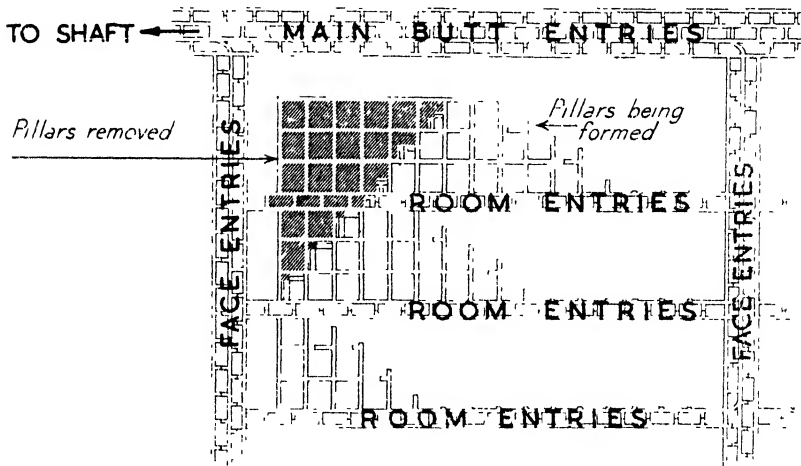 TO SHAFT
MAIN BUTT ENTRIES
Pillars removed
Pillars being
formed
FACE ENTRIES
FACE ENTRIES
ROOM ENTRIES
ROOM ENTRIES
ROOM ENTRIES